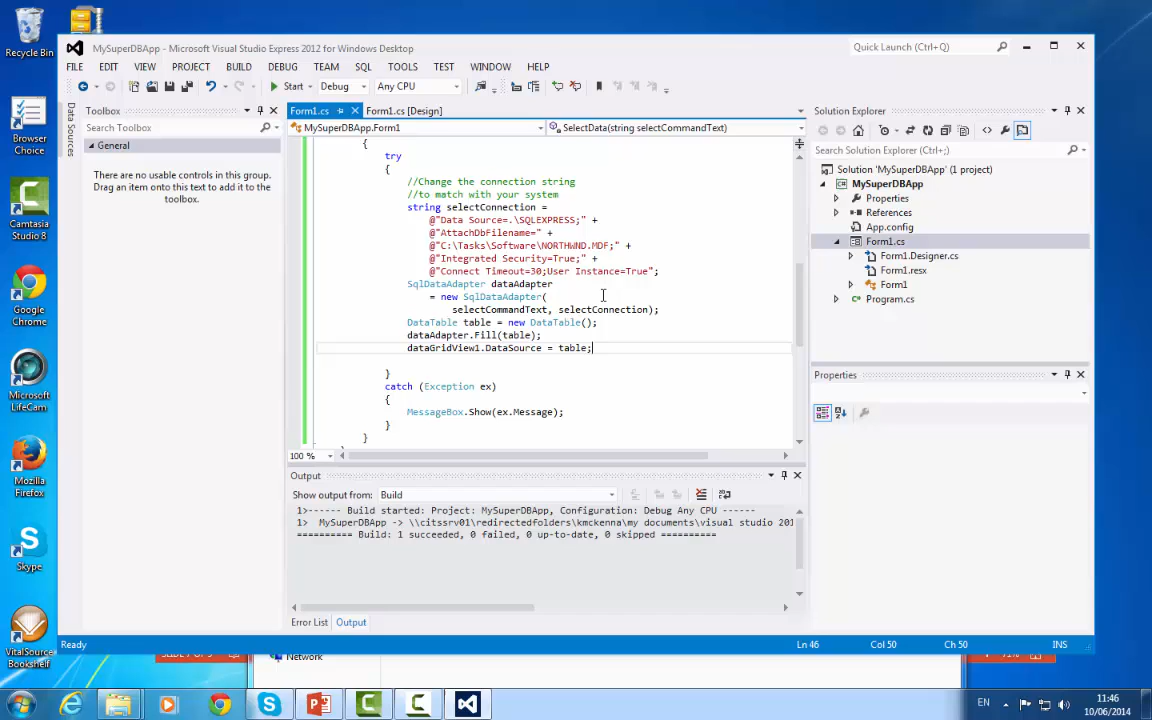 Recycle Bin
MySuperDBApp - Microsoft Visual Studio Express 2012 for Windows Desktop
Quick Launch (Ctrl+Q)
FILE EDIT VIEW PROJECT BUILD DEBUG TEAM SQL TOOLS TEST WINDOW HELP
Start Debug Any CPU
Data Sources
Toolbox
Search Toolbox
General
There are no usable controls in this group.
Drag an item onto this text to add it to the
toolbox.
Form1.cs Form1.cs [Design]
MySuperDBApp.Form1 SelectData(string selectCommandText)
{
try
{
//Change the connection string
//to match with your system
string selectConnection =
@"Data Source=.\SQLEXPRESS;" +
@"AttachDbFilename=" +
@"C:\Tasks\Software\NORTHWND.MDF;" +
@"Integrated Security=True;" +
@"Connect Timeout=30;User Instance=True";
SqlDataAdapter dataAdapter
= new SqlDataAdapter(
selectCommandText, selectConnection);
DataTable table = new DataTable();
dataAdapter.Fill(table);
dataGridView1.DataSource = table;
}
catch (Exception ex)
{
MessageBox.Show(ex.Message);
}
}
100 %
Output
Show output from: Build
1>------ Build started: Project: MySuperDBApp, Configuration: Debug Any CPU ------
1> MySuperDBApp -> \\citssrv01\redirectedfolders\kmckenna\my documents\visual studio 201
========== Build: 1 succeeded, 0 failed, 0 up-to-date, 0 skipped ==========
Error List Output
Solution Explorer
Search Solution Explorer (Ctrl+;)
Solution 'MySuperDBApp' (1 project)
MySuperDBApp
Properties
References
App.config
Form1.cs
Form1.Designer.cs
Form1.resx
Form1
Program.cs
Properties
Ready Ln 46 Col 50 Ch 50 INS
Browser
Choice
Camtasia
Studio 8
Google
Chrome
Microsoft
LifeCam
Mozilla
Firefox
Skype
VitalSource
Bookshelf
Network
EN
11:46
10/06/2014